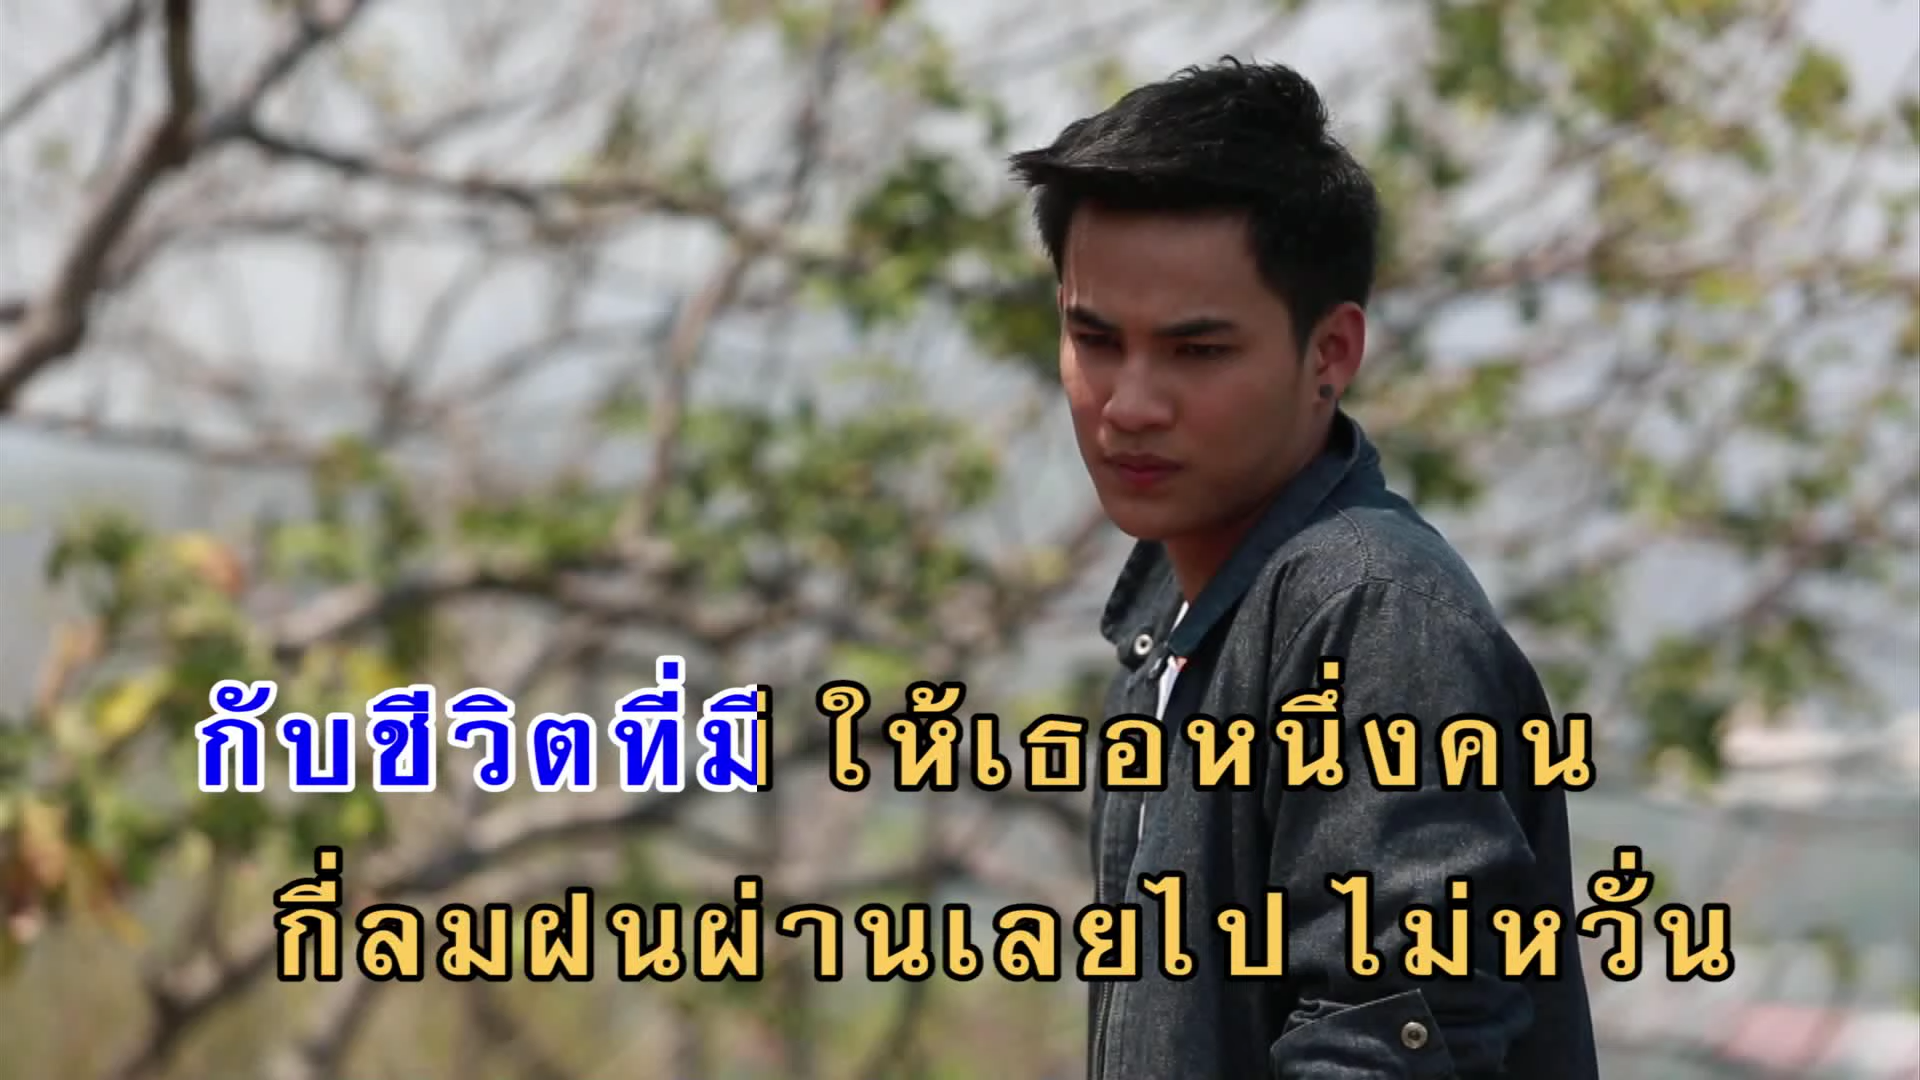 กับชีวิตที่มี ให้เธอหนึ่งคน
กี่ลมฝนผ่านเลยไป ไม่หวั่น